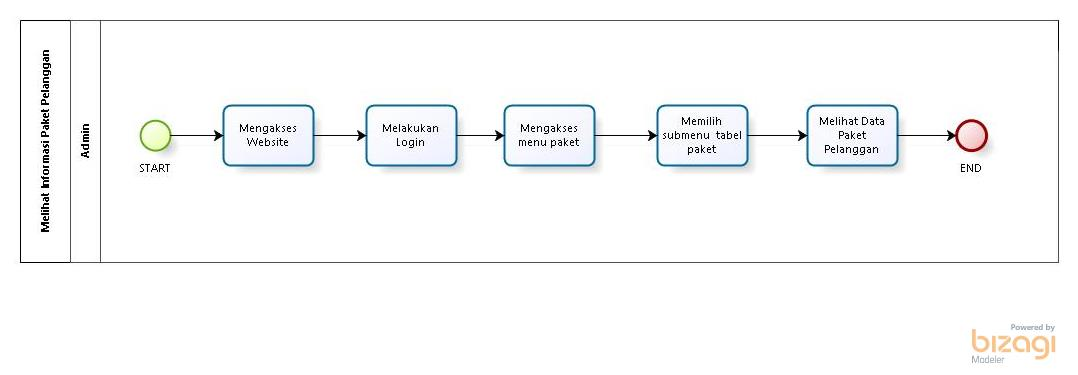 Melihat Informasi Paket Pelanggan
Admin
START
Mengakses
Website
Melakukan
Login
Mengakses
menu paket
Memilih
submenu tabel
paket
Melihat Data
Paket
Pelanggan
END
Powered by
bizagi
Modeler